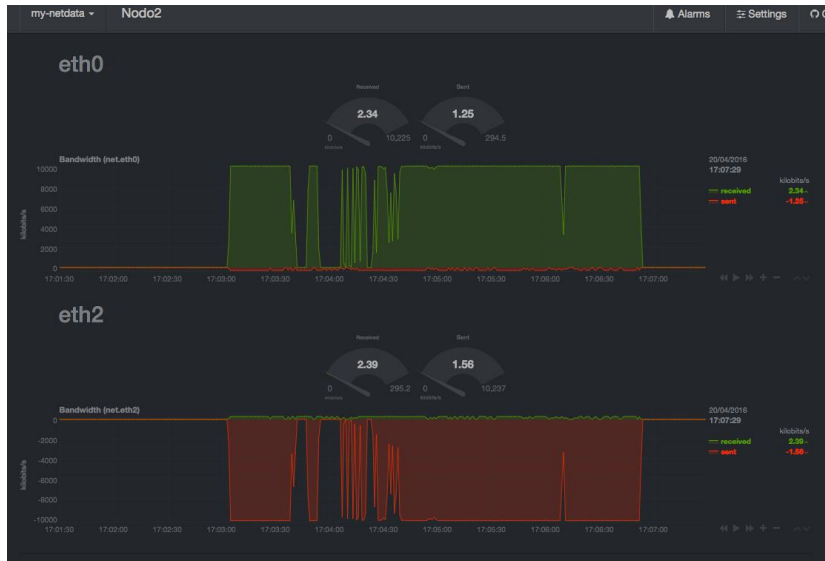 my-netdata Nodo2 Alarms Settings
eth0
Received Sent
2.34 1.25
0 10,225 0 294.5
kilobits/s kilobits/s
Bandwidth (net.eth0) 20/04/2016
17:07:29
kilobits/s
received 2.34
sent -1.25
kilobits/s
10000
8000
6000
4000
2000
0
17:01:30 17:02:00 17:02:30 17:03:00 17:03:30 17:04:00 17:04:30 17:05:00 17:05:30 17:06:00 17:06:30 17:07:00
eth2
Received Sent
2.39 1.56
0 295.2 0 10,237
kilobits/s kilobits/s
Bandwidth (net.eth2) 20/04/2016
17:07:29
kilobits/s
received 2.39
sent -1.56
kilobits/s
0
-2000
-4000
-6000
-8000
-10000
17:01:30 17:02:00 17:02:30 17:03:00 17:03:30 17:04:00 17:04:30 17:05:00 17:05:30 17:06:00 17:06:30 17:07:00